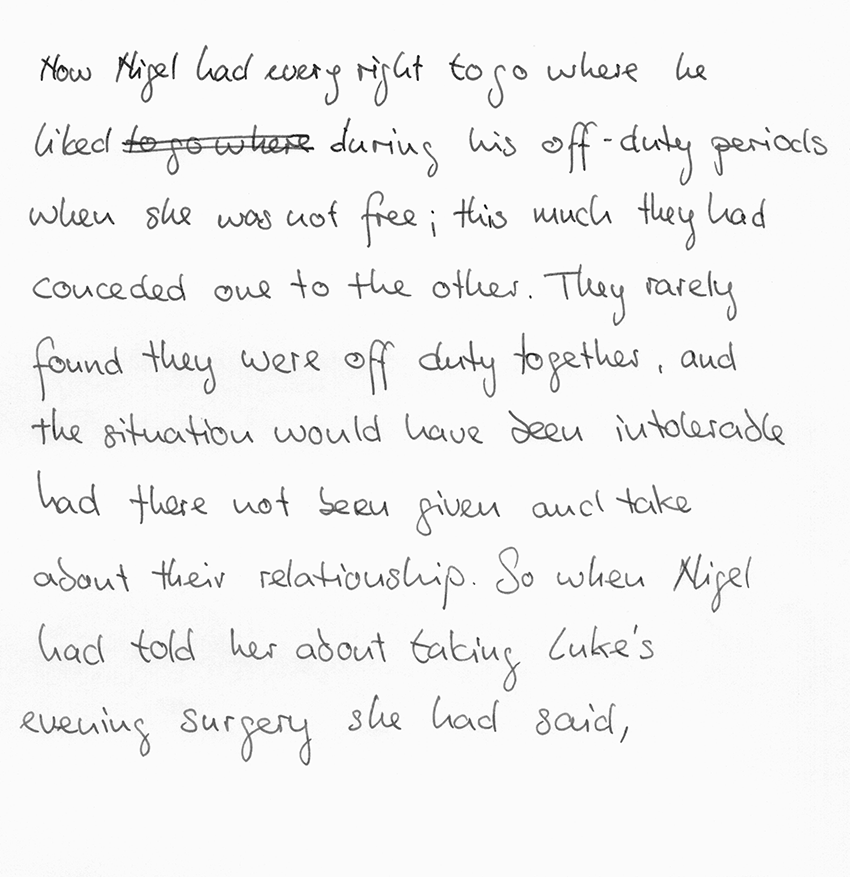 Now Nigel had every right to go where he
liked ~~to go where~~ during his off-duty periods
when she was not free; this much they had
conceded one to the other. They rarely
found they were off duty together, and
the situation would have been intolerable
had there not been given and take
about their relationship. So when Nigel
had told her about taking Luke's
evening surgery she had said,